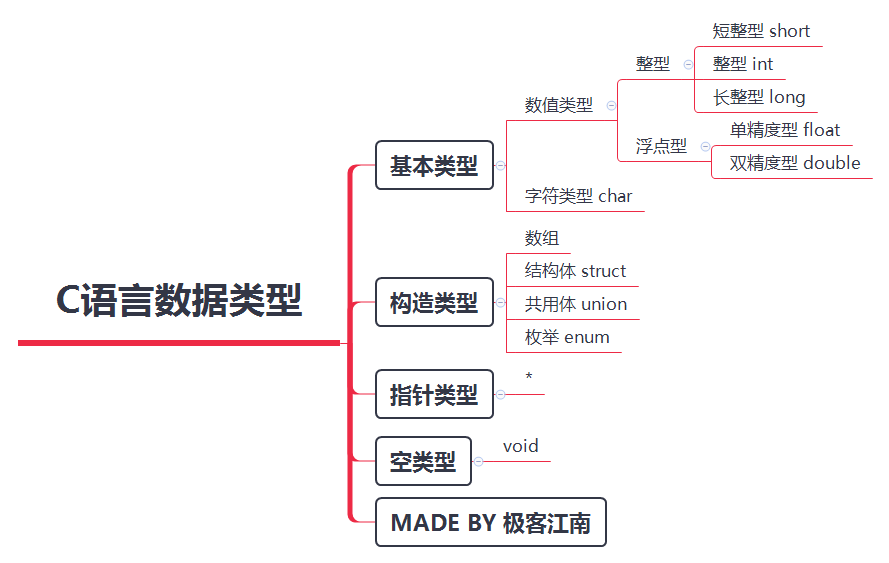 C语言数据类型
基本类型
数值类型
整型
短整型 short
整型 int
长整型 long
浮点型
单精度型 float
双精度型 double
字符类型 char
构造类型
数组
结构体 struct
共用体 union
枚举 enum
指针类型
*
空类型
void
MADE BY 极客江南